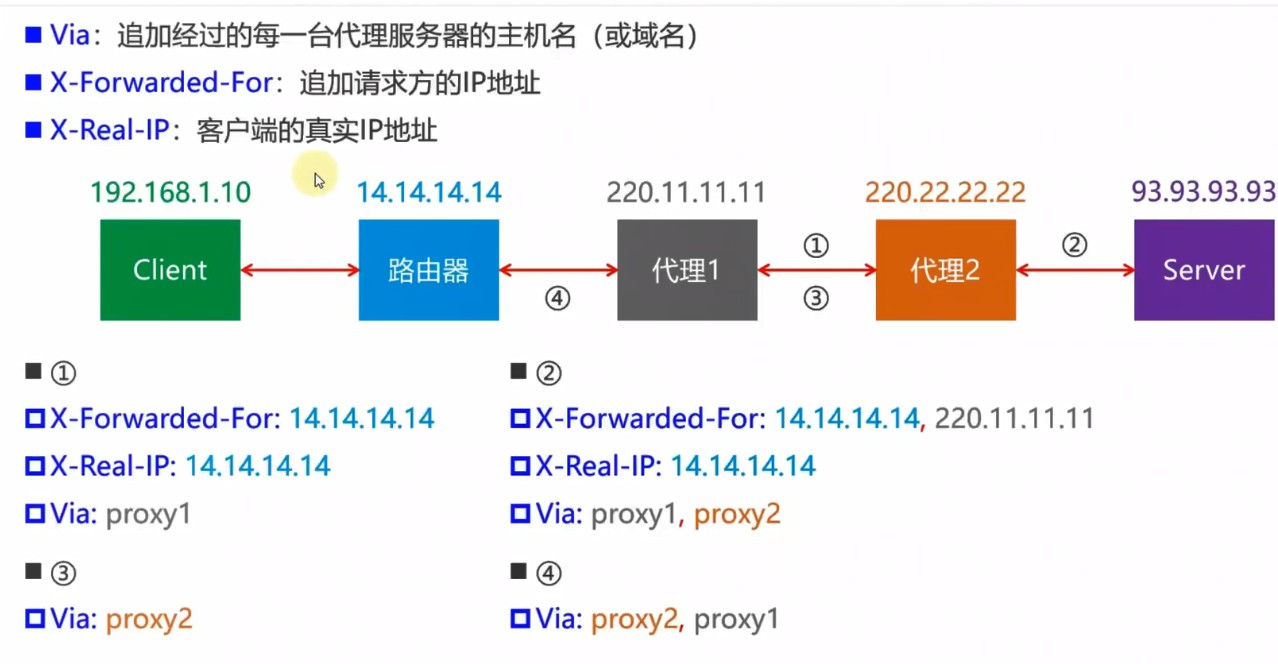 Via：追加经过的每一台代理服务器的主机名（或域名）
X-Forwarded-For：追加请求方的IP地址
X-Real-IP：客户端的真实IP地址
192.168.1.10 14.14.14.14 220.11.11.11 220.22.22.22 93.93.93.93
Client 路由器 代理1 代理2 Server
① ②
④ ③
①
X-Forwarded-For: 14.14.14.14
X-Real-IP: 14.14.14.14
Via: proxy1
②
X-Forwarded-For: 14.14.14.14, 220.11.11.11
X-Real-IP: 14.14.14.14
Via: proxy1, proxy2
③
Via: proxy2
④
Via: proxy2, proxy1